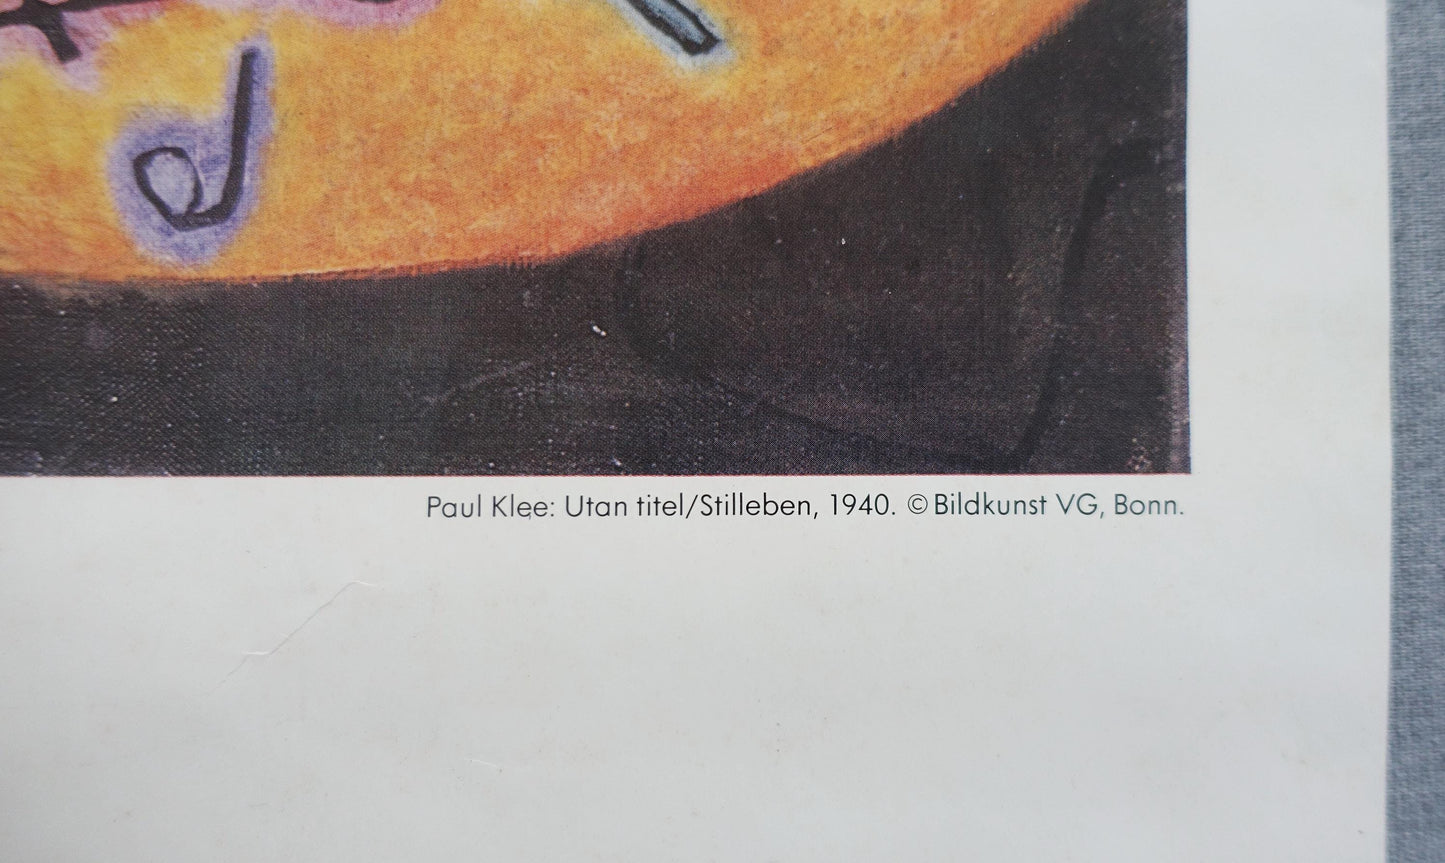 Paul Klee: Utan titel/Stilleben, 1940. © Bildkunst VG, Bonn.